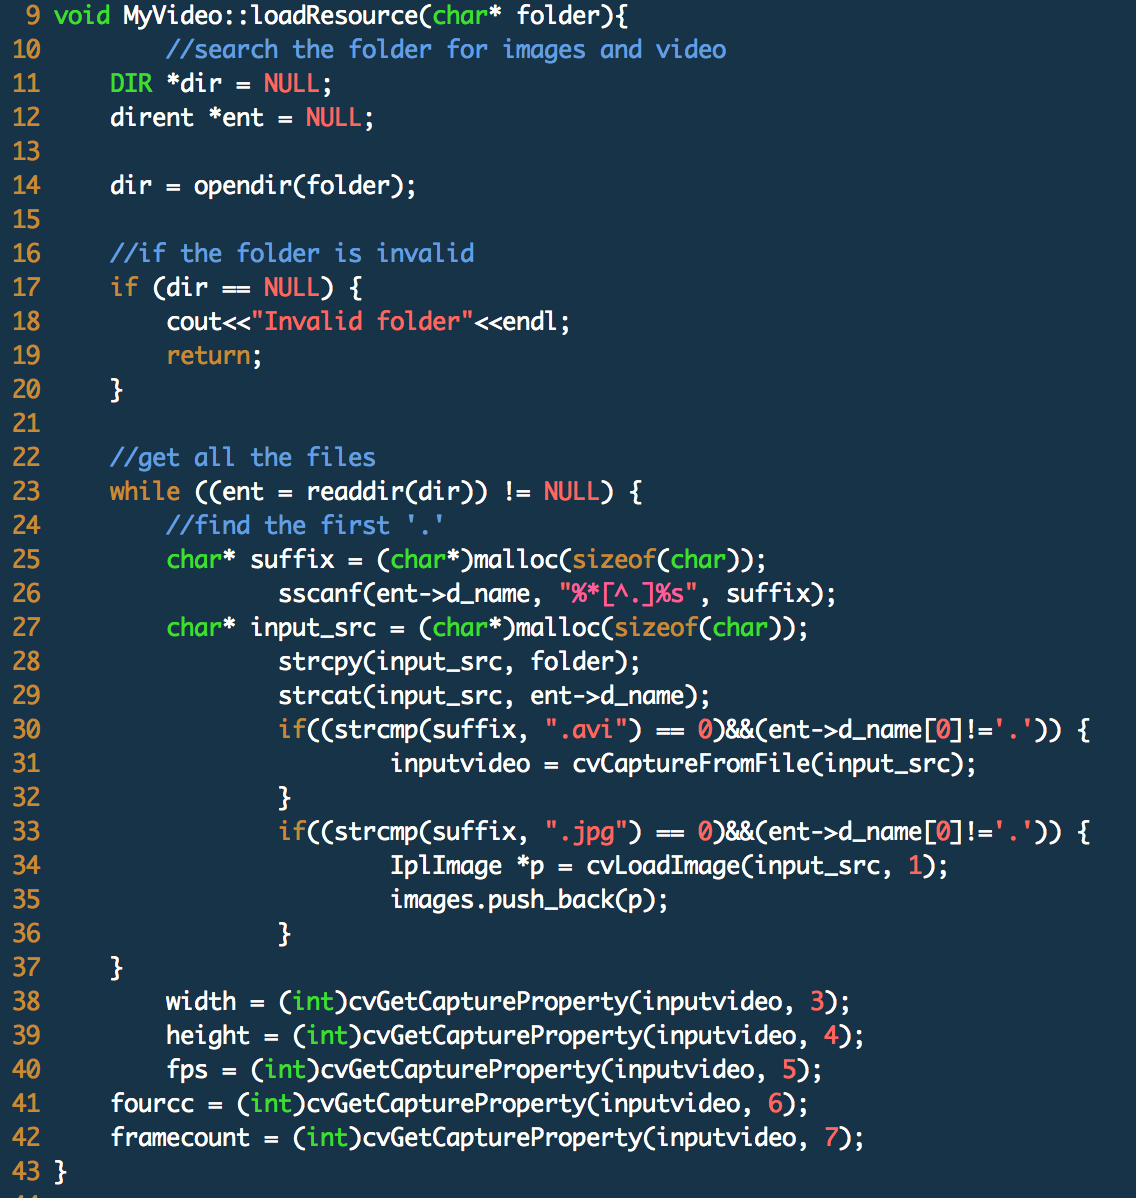 9 void MyVideo::loadResource(char* folder){
10         //search the folder for images and video
11     DIR *dir = NULL;
12     dirent *ent = NULL;
13
14     dir = opendir(folder);
15
16     //if the folder is invalid
17     if (dir == NULL) {
18         cout<<"Invalid folder"<<endl;
19         return;
20     }
21
22     //get all the files
23     while ((ent = readdir(dir)) != NULL) {
24         //find the first '.'
25         char* suffix = (char*)malloc(sizeof(char));
26                 sscanf(ent->d_name, "%*[^.]%s", suffix);
27         char* input_src = (char*)malloc(sizeof(char));
28                 strcpy(input_src, folder);
29                 strcat(input_src, ent->d_name);
30                 if((strcmp(suffix, ".avi") == 0)&&(ent->d_name[0]!='.')) {
31                         inputvideo = cvCaptureFromFile(input_src);
32                 }
33                 if((strcmp(suffix, ".jpg") == 0)&&(ent->d_name[0]!='.')) {
34                         IplImage *p = cvLoadImage(input_src, 1);
35                         images.push_back(p);
36                 }
37     }
38         width = (int)cvGetCaptureProperty(inputvideo, 3);
39         height = (int)cvGetCaptureProperty(inputvideo, 4);
40         fps = (int)cvGetCaptureProperty(inputvideo, 5);
41     fourcc = (int)cvGetCaptureProperty(inputvideo, 6);
42     framecount = (int)cvGetCaptureProperty(inputvideo, 7);
43 }